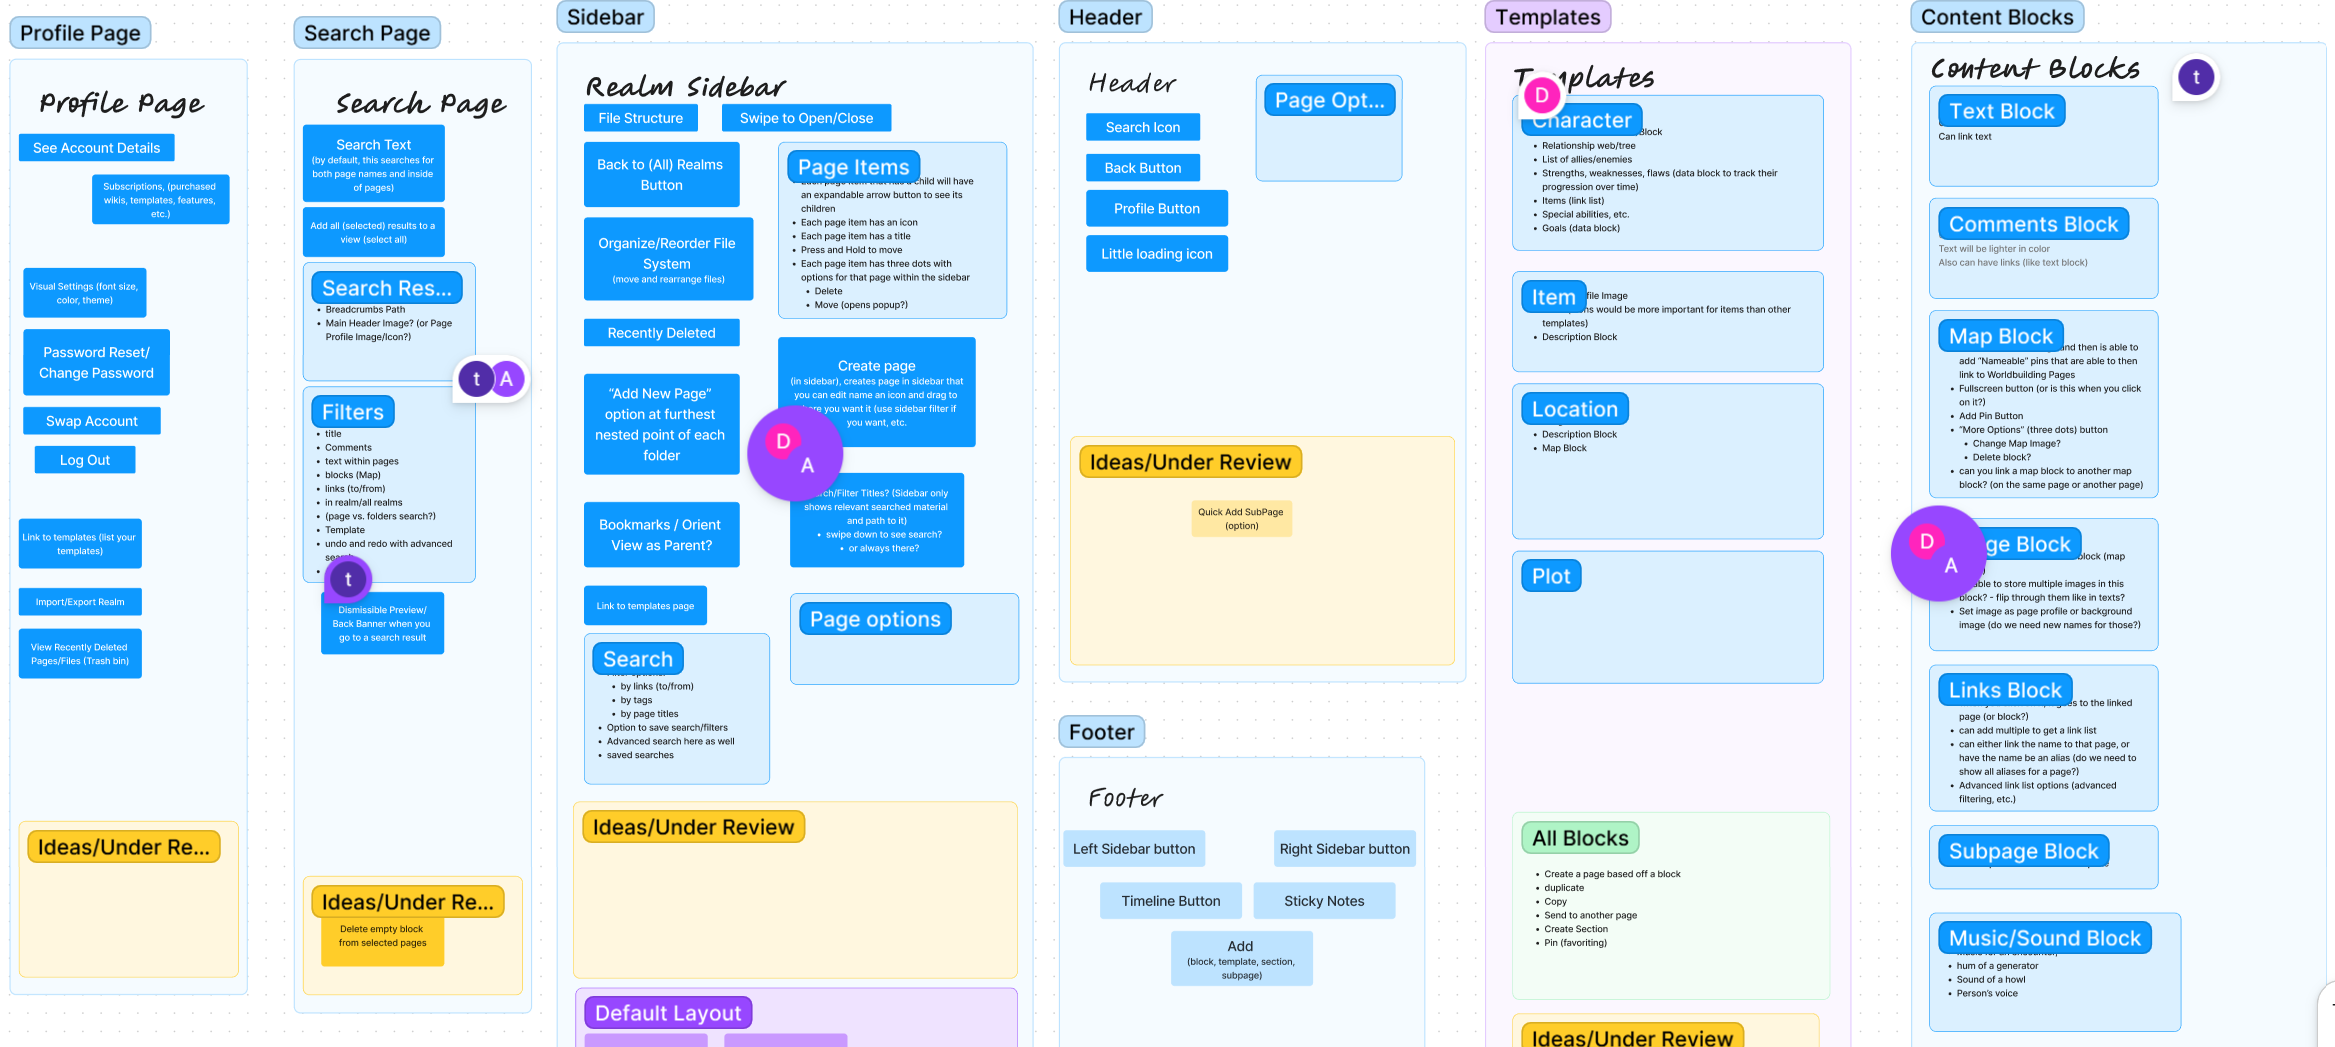 Profile Page
Profile Page
See Account Details
Subscriptions, (purchased
wikis, templates, features,
etc.)
Visual Settings (font size,
color, theme)
Password Reset/
Change Password
Swap Account
Log Out
Link to templates (list your
templates)
Import/Export Realm
View Recently Deleted
Pages/Files (Trash bin)
Ideas/Under Re...
Search Page
Search Page
Search Text
(by default, this searches for
both page names and inside
of pages)
Add all (selected) results to a
view (select all)
Search Res...
• Breadcrumbs Path
• Main Header Image? (or Page
Profile Image/Icon?)
t
A
Filters
• title
• Comments
• text within pages
• blocks (Map)
• links (to/from)
• in realm/all realms
• (page vs. folders search?)
• Template
• undo and redo with advanced
t
Dismissible Preview/
Back Banner when you
go to a search result
Ideas/Under Re...
Delete empty block
from selected pages
Sidebar
Realm Sidebar
File Structure
Swipe to Open/Close
Back to (All) Realms
Button
Organize/Reorder File
System
(move and rearrange files)
Recently Deleted
"Add New Page"
option at furthest
nested point of each
folder
Bookmarks / Orient
View as Parent?
Link to templates page
Search
• by links (to/from)
• by tags
• by page titles
• Option to save search/filters
• Advanced search here as well
• saved searches
Page Items
• Each page item that has a child will have
an expandable arrow button to see its
children
• Each page item has an icon
• Each page item has a title
• Press and Hold to move
• Each page item has three dots with
options for that page within the sidebar
• Delete
• Move (opens popup?)
Create page
(in sidebar), creates page in sidebar that
you can edit name an icon and drag to
you want it (use sidebar filter if
you want, etc.
D
A
/Filter Titles? (Sidebar only
shows relevant searched material
and path to it)
• swipe down to see search?
• or always there?
Page options
Ideas/Under Review
Default Layout
Header
Header
Search Icon
Back Button
Profile Button
Little loading icon
Page Opt...
Ideas/Under Review
Quick Add SubPage
(option)
Footer
Footer
Left Sidebar button
Right Sidebar button
Timeline Button
Sticky Notes
Add
(block, template, section,
subpage)
Templates
Templates
D
Character
Block
• Relationship web/tree
• List of allies/enemies
• Strengths, weaknesses, flaws (data block to track their
progression over time)
• Items (link list)
• Special abilities, etc.
• Goals (data block)
Item
Image
would be more important for items than other
templates)
• Description Block
Location
• Description Block
• Map Block
Plot
All Blocks
• Create a page based off a block
• duplicate
• Copy
• Send to another page
• Create Section
• Pin (favoriting)
Ideas/Under Review
Content Blocks
Content Blocks
t
Text Block
Can link text
Comments Block
Text will be lighter in color
Also can have links (like text block)
Map Block
and then is able to
add "Nameable" pins that are able to then
link to Worldbuilding Pages
• Fullscreen button (or is this when you click
on it?)
• Add Pin Button
• "More Options" (three dots) button
• Change Map Image?
• Delete block?
• can you link a map block to another map
block? (on the same page or another page)
D
A
Block
block (map
able to store multiple images in this
block? - flip through them like in texts?
• Set image as page profile or background
image (do we need new names for those?)
Links Block
to the linked
page (or block?)
• can add multiple to get a link list
• can either link the name to that page, or
have the name be an alias (do we need to
show all aliases for a page?)
• Advanced link list options (advanced
filtering, etc.)
Subpage Block
Music/Sound Block
• hum of a generator
• Sound of a howl
• Person's voice